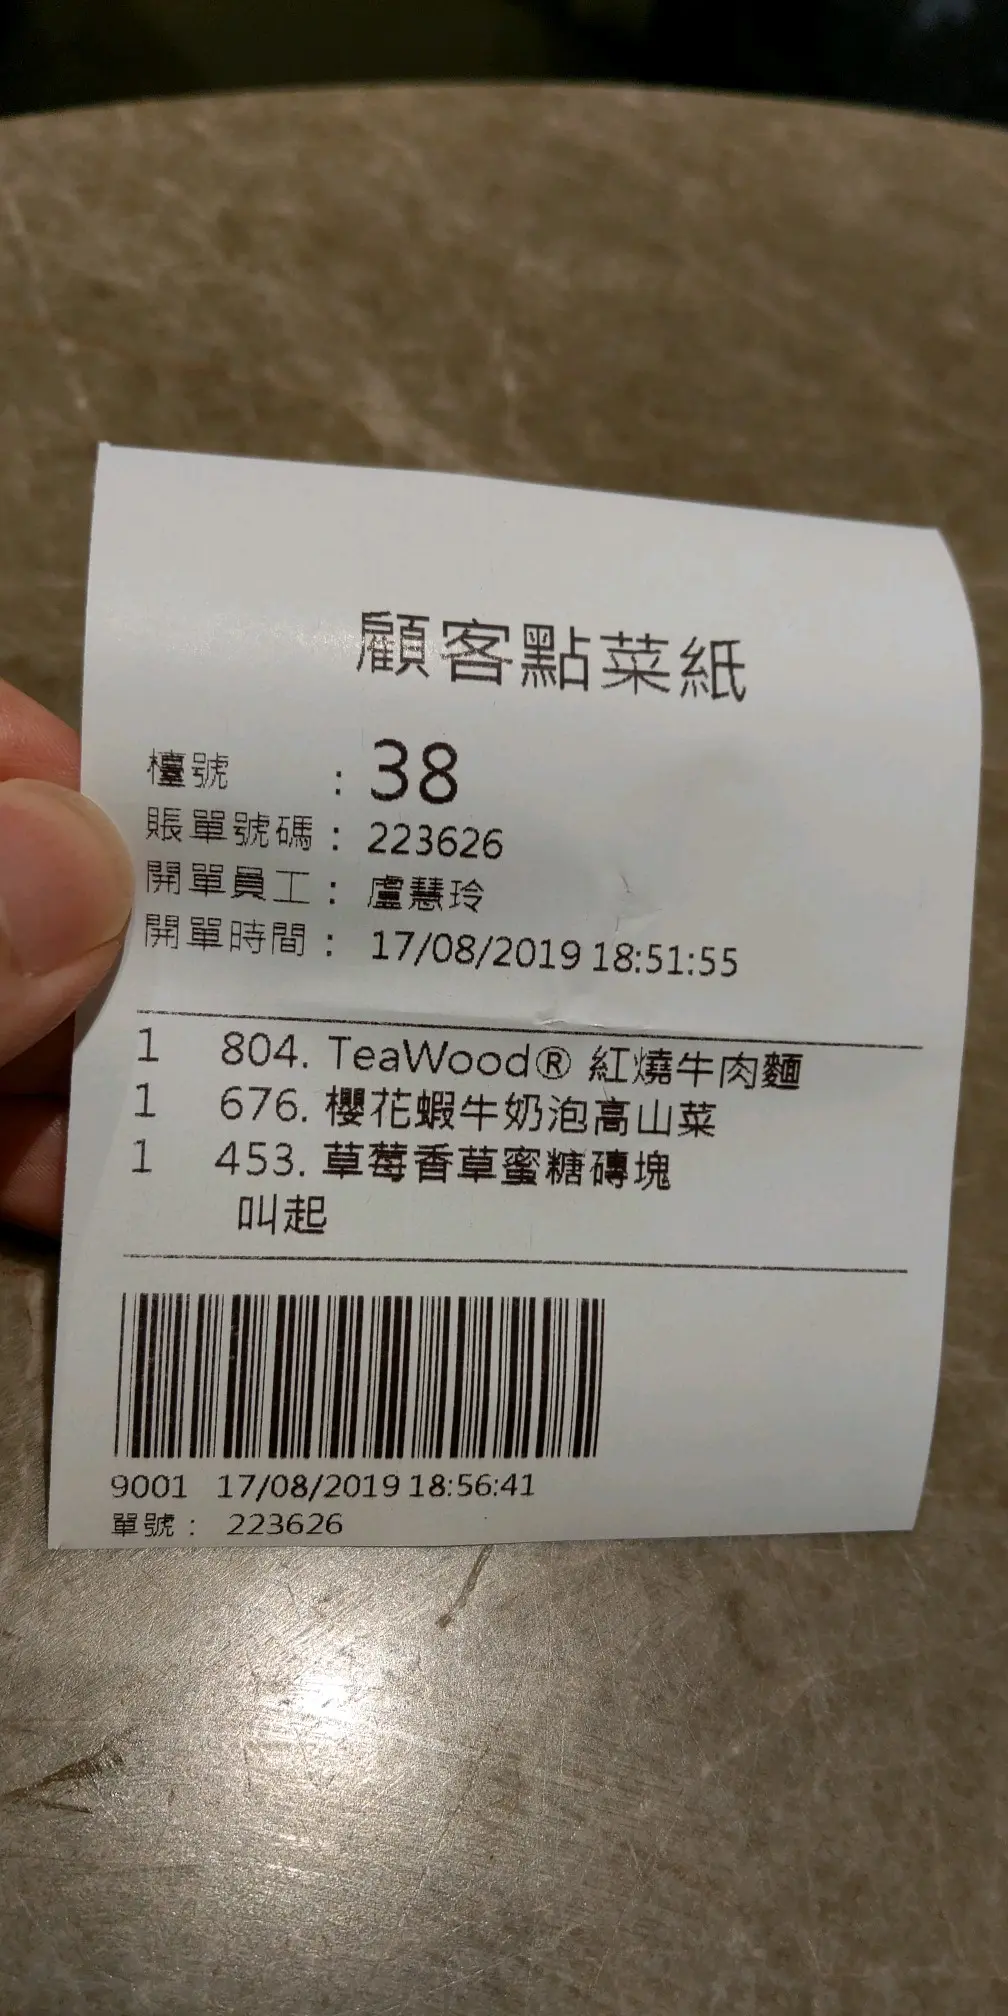 顧客點菜紙
檯號 : 38
賬單號碼 : 223626
開單員工 : 盧慧玲
開單時間 : 17/08/2019 18:51:55
1 804. TeaWood® 紅燒牛肉麵
1 676. 櫻花蝦牛奶泡高山菜
1 453. 草莓香草蜜糖磚塊
叫起
9001 17/08/2019 18:56:41
單號 : 223626